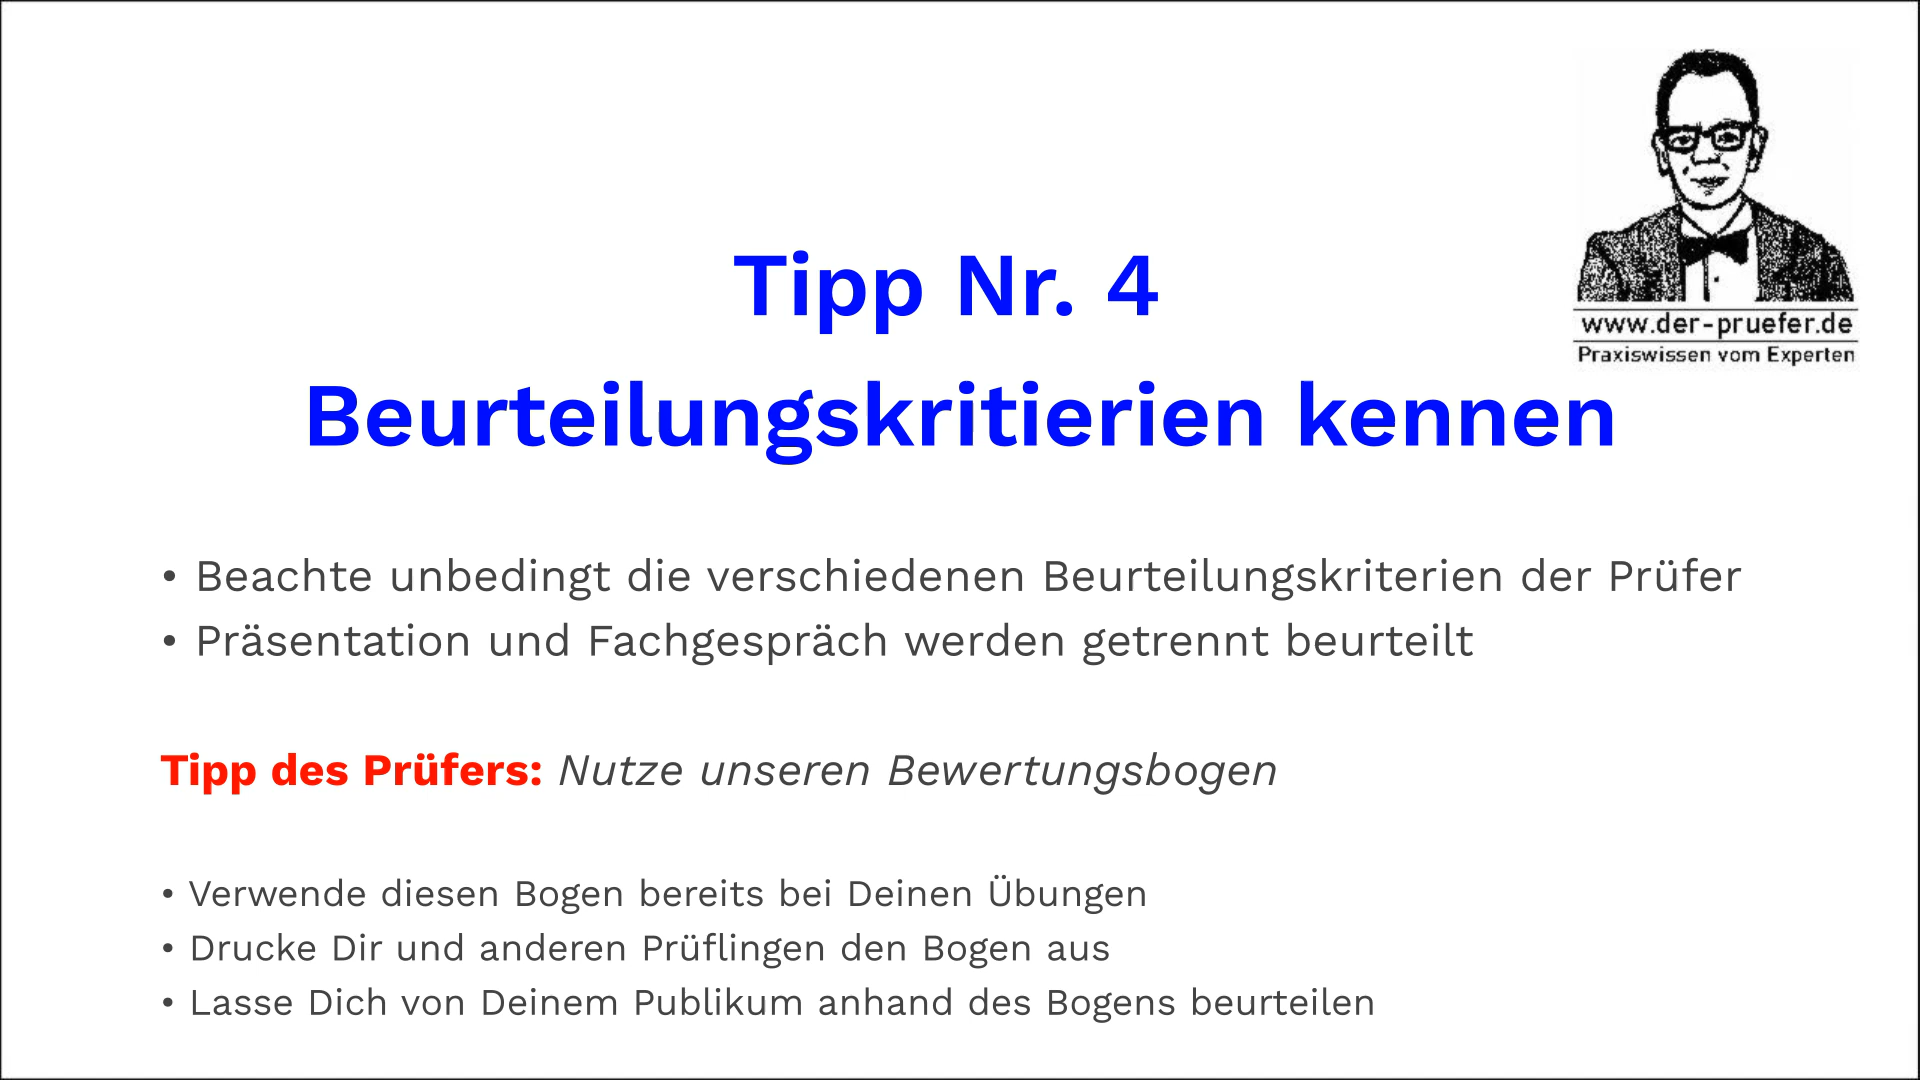 www.der-pruefer.de
Praxiswissen vom Experten
Tipp Nr. 4
Beurteilungskritierien kennen
• Beachte unbedingt die verschiedenen Beurteilungskriterien der Prüfer
• Präsentation und Fachgespräch werden getrennt beurteilt
Tipp des Prüfers: Nutze unseren Bewertungsbogen
• Verwende diesen Bogen bereits bei Deinen Übungen
• Drucke Dir und anderen Prüflingen den Bogen aus
• Lasse Dich von Deinem Publikum anhand des Bogens beurteilen